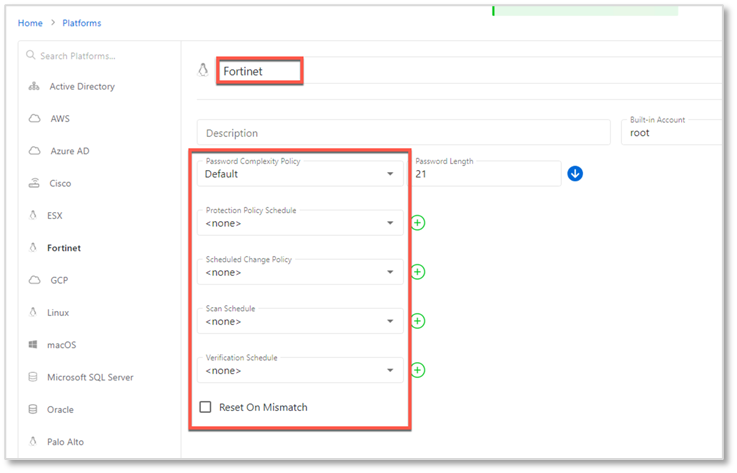 Home > Platforms
Search Platforms...
Active Directory
AWS
Azure AD
Cisco
ESX
Fortinet
GCP
Linux
macOS
Microsoft SQL Server
Oracle
Palo Alto
Fortinet
Description
Built-in Account
root
Password Complexity Policy
Default
Password Length
21
Protection Policy Schedule
<none>
Scheduled Change Policy
<none>
Scan Schedule
<none>
Verification Schedule
<none>
Reset On Mismatch